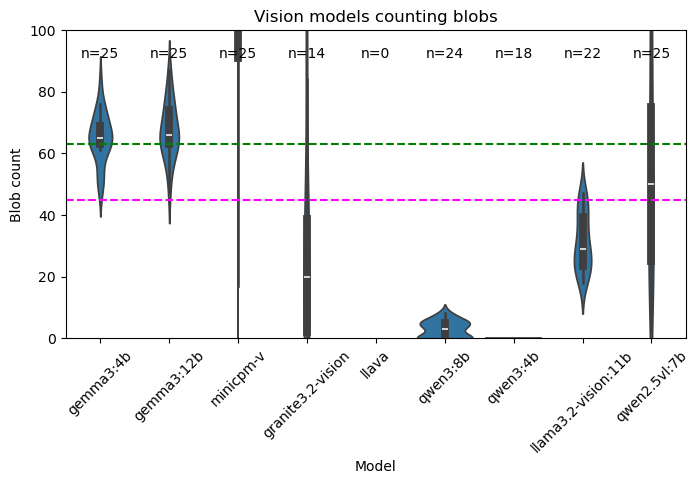 Vision models counting blobs
n=25 n=25 n=25 n=14 n=0 n=24 n=18 n=22 n=25
100
80
60
40
20
0
Blob count
gemma3:4b gemma3:12b minicpm-v granite3.2-vision llava qwen3:8b qwen3:4b llama3.2-vision:11b qwen2.5vl:7b
Model